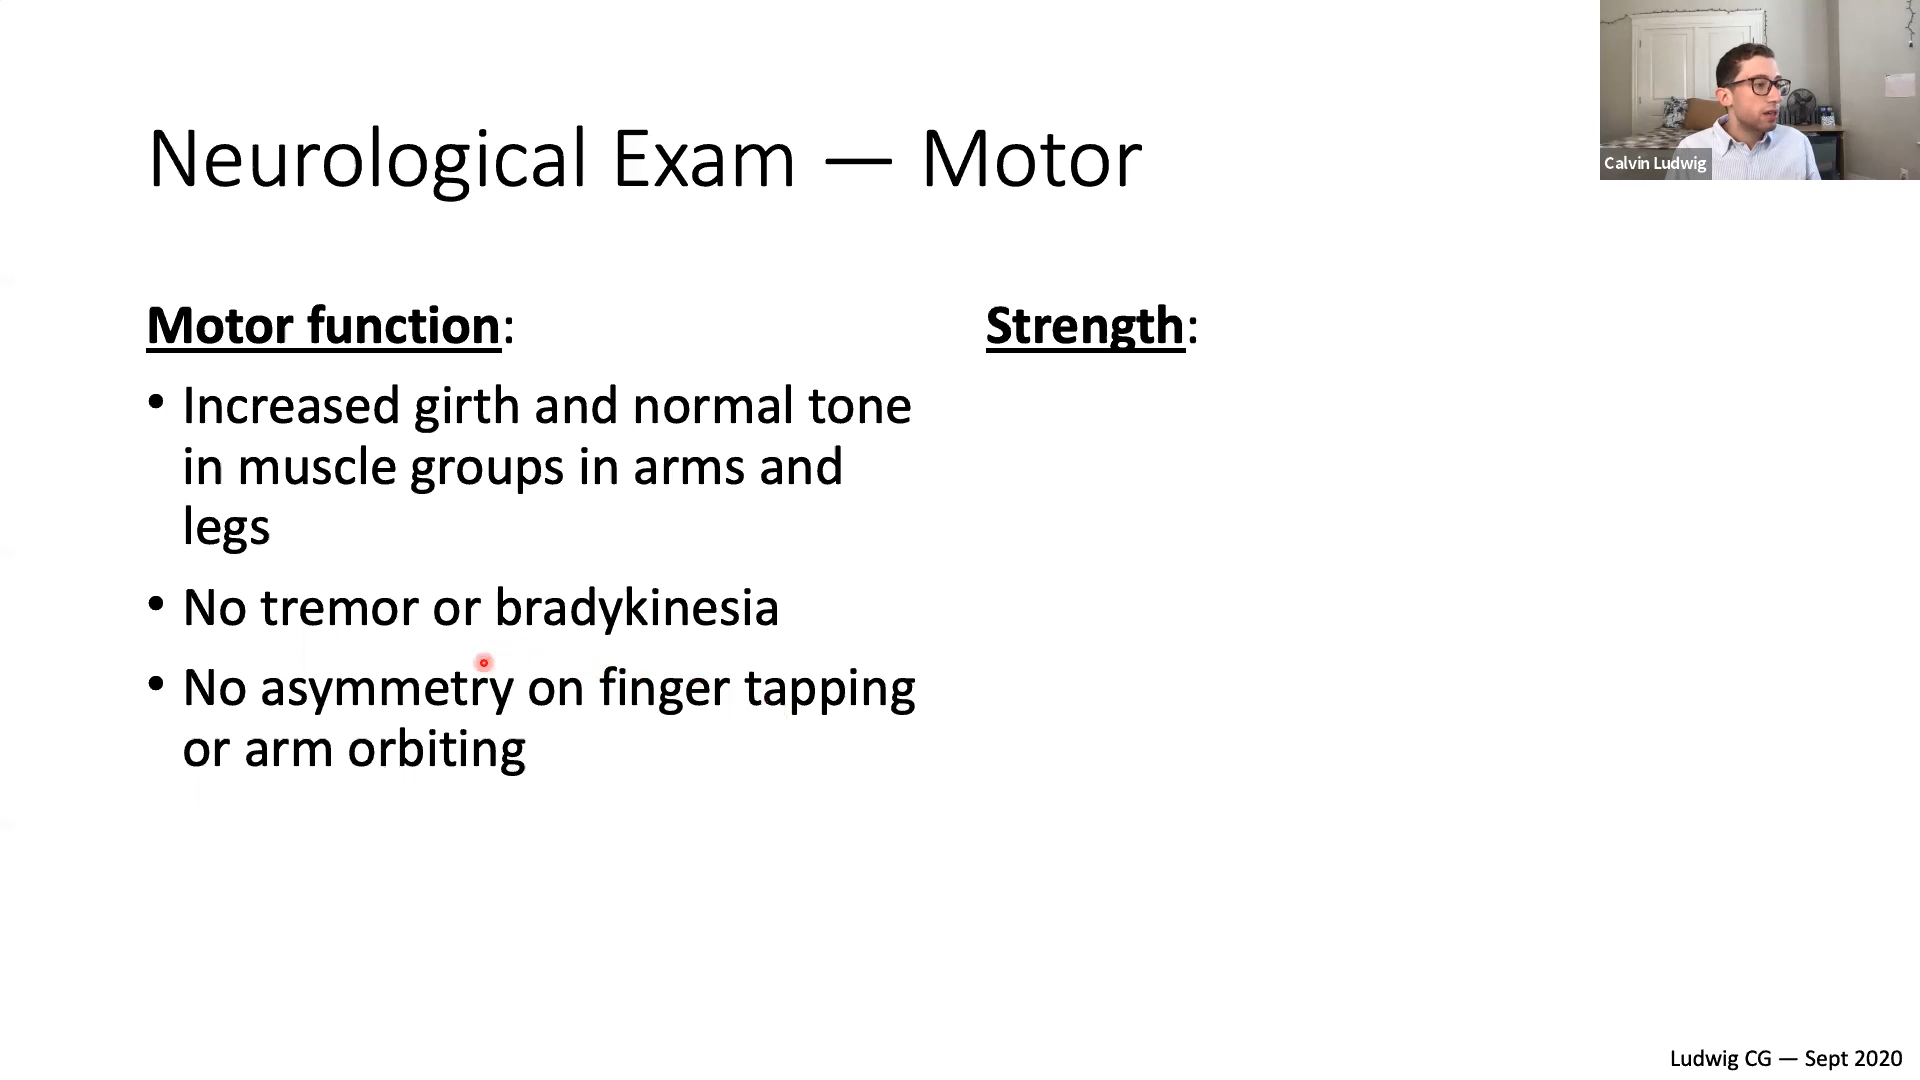 Calvin Ludwig
Neurological Exam — Motor
Motor function:
• Increased girth and normal tone
in muscle groups in arms and
legs
• No tremor or bradykinesia
• No asymmetry on finger tapping
or arm orbiting
Strength:
Ludwig CG — Sept 2020